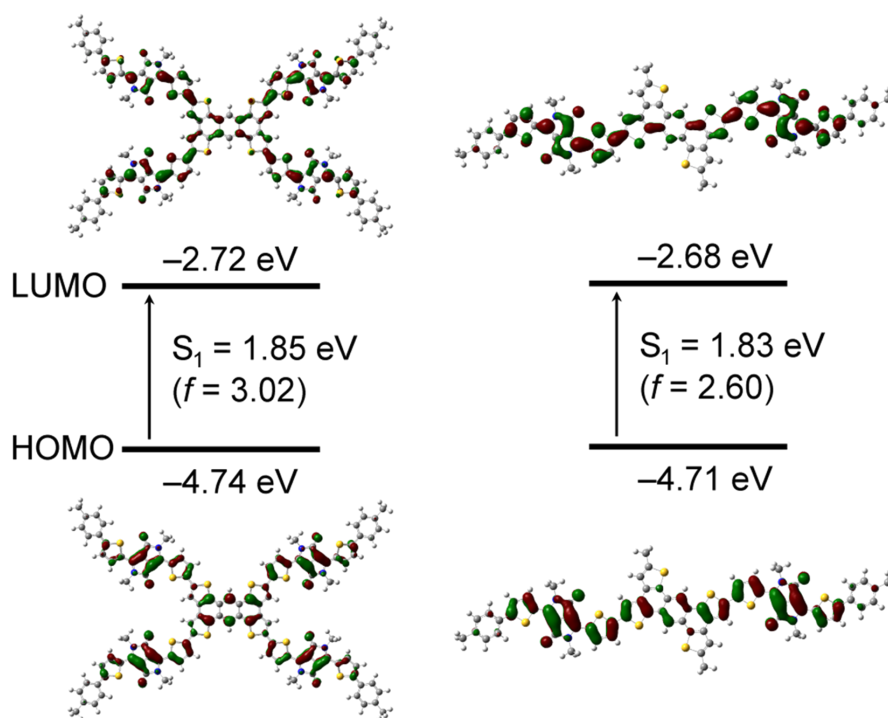 –2.72 eV
–2.68 eV
LUMO
S₁ = 1.85 eV
(f = 3.02)
S₁ = 1.83 eV
(f = 2.60)
HOMO
–4.74 eV
–4.71 eV